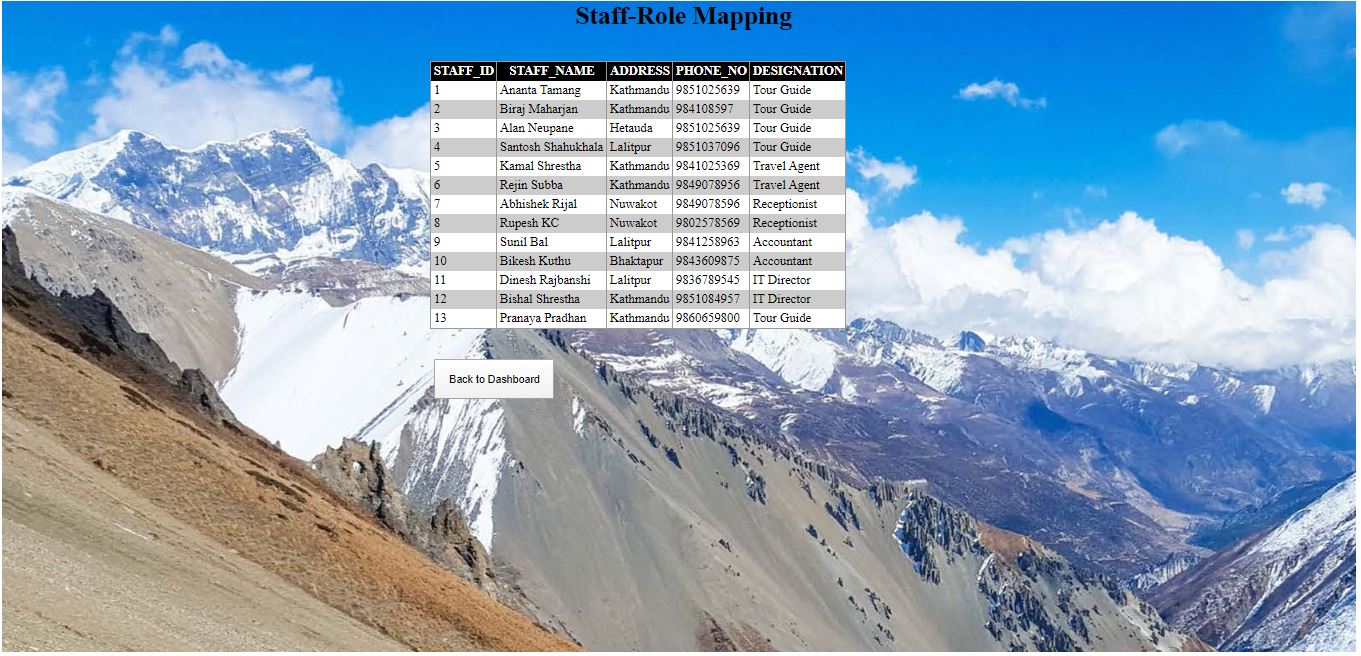 Staff-Role Mapping
STAFF_ID STAFF_NAME ADDRESS PHONE_NO DESIGNATION
1 Ananta Tamang Kathmandu 9851025639 Tour Guide
2 Biraj Maharjan Kathmandu 984108597 Tour Guide
3 Alan Neupane Hetauda 9851025639 Tour Guide
4 Santosh Shahukhala Lalitpur 9851037096 Tour Guide
5 Kamal Shrestha Kathmandu 9841025369 Travel Agent
6 Rejin Subba Kathmandu 9849078956 Travel Agent
7 Abhishek Rijal Nuwakot 9849078596 Receptionist
8 Rupesh KC Nuwakot 9802578569 Receptionist
9 Sunil Bal Lalitpur 9841258963 Accountant
10 Bikesh Kuthu Bhaktapur 9843609875 Accountant
11 Dinesh Rajbanshi Lalitpur 9836789545 IT Director
12 Bishal Shrestha Kathmandu 9851084957 IT Director
13 Pranaya Pradhan Kathmandu 9860659800 Tour Guide
Back to Dashboard